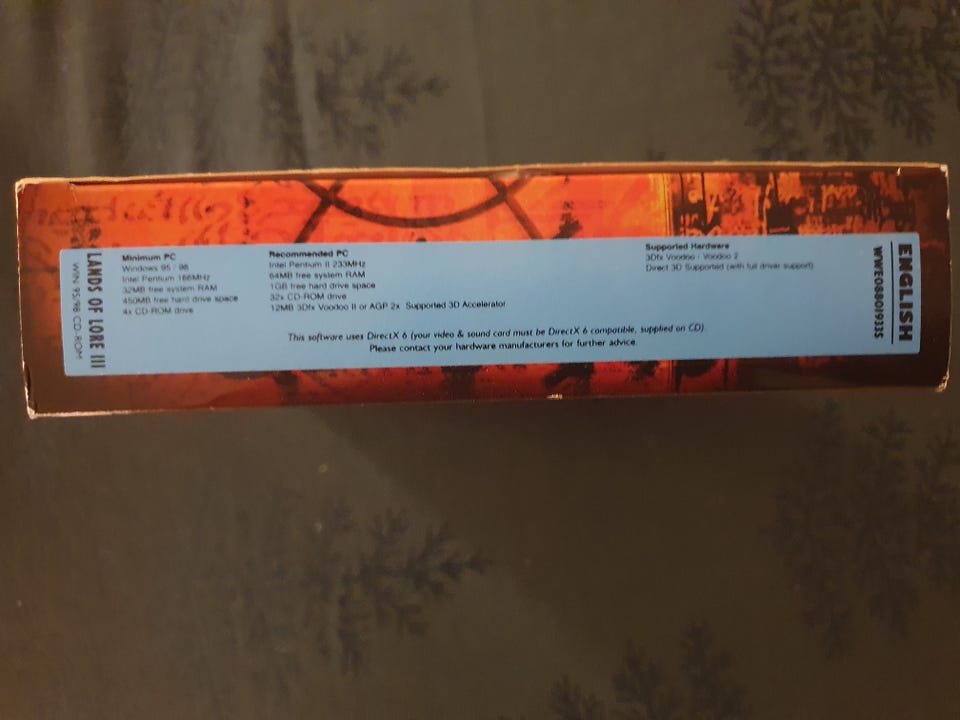 LANDS OF LORE III
WIN 95/98 CD-ROM
Minimum PC
Windows 95 / 98
Intel Pentium 166MHz
32MB free system RAM
450MB free hard drive space
4x CD-ROM drive
Recommended PC
Intel Pentium II 233MHz
64MB free system RAM
1GB free hard drive space
32x CD-ROM drive
12MB 3Dfx Voodoo II or AGP 2x Supported 3D Accelerator
Supported Hardware
3Dfx Voodoo / Voodoo 2
Direct 3D Supported (with full driver support)
This software uses DirectX 6 (your video & sound card must be DirectX 6 compatible, supplied on CD).
Please contact your hardware manufacturers for further advice.
ENGLISH
WWE08801933S